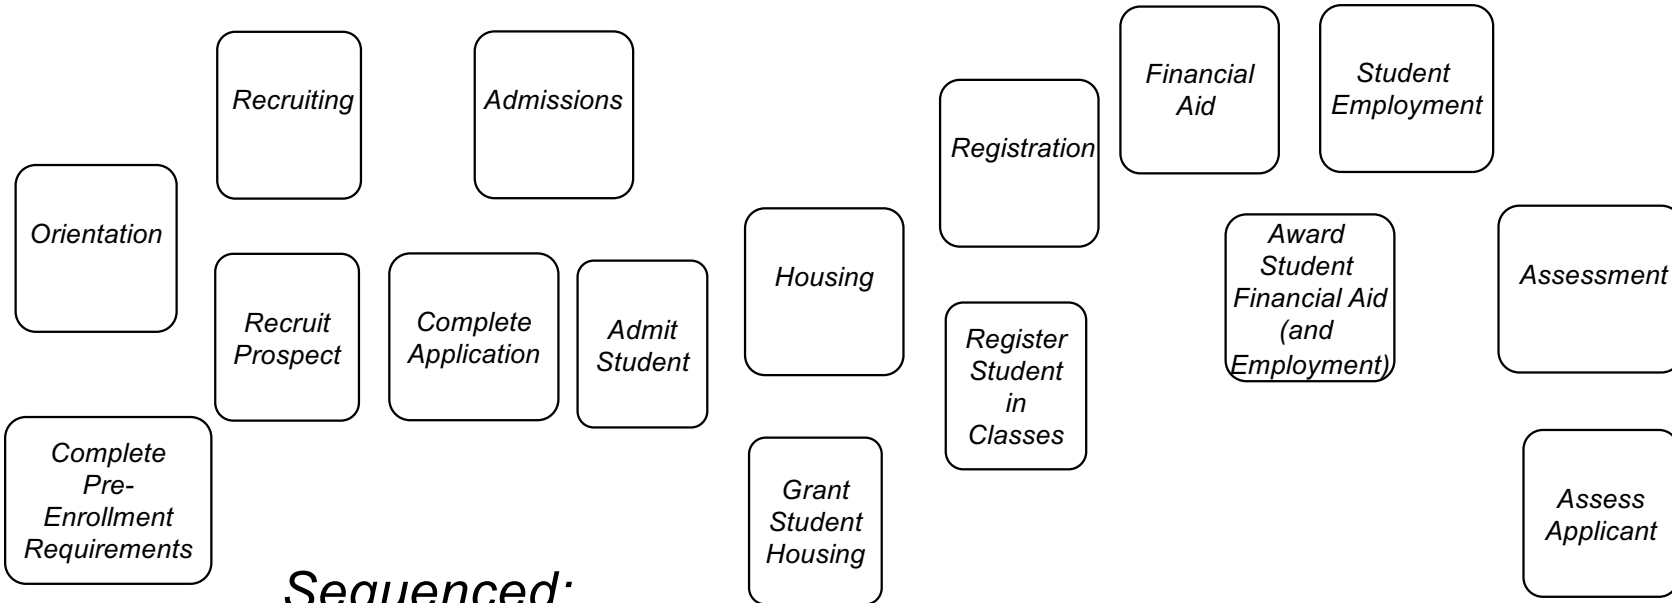 Recruiting
Admissions
Financial
Aid
Student
Employment
Registration
Orientation
Housing
Assessment
Recruit
Prospect
Complete
Application
Admit
Student
Register
Student
in
Classes
Award
Student
Financial Aid
(and
Employment)
Complete
Pre-
Enrollment
Requirements
Grant
Student
Housing
Assess
Applicant
Sequenced: